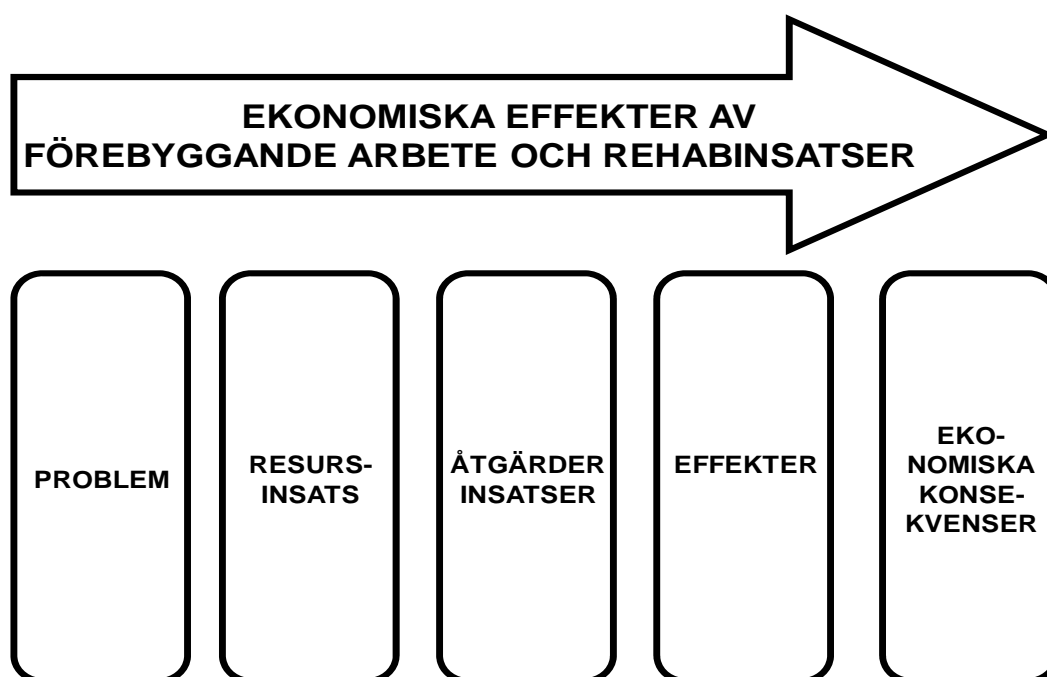 EKONOMISKA EFFEKTER AV
FÖREBYGGANDE ARBETE OCH REHABINSATSER
PROBLEM
RESURS-
INSATS
ÅTGÄRDER
INSATSER
EFFEKTER
EKO-
NOMISKA
KONSE-
KVENSER